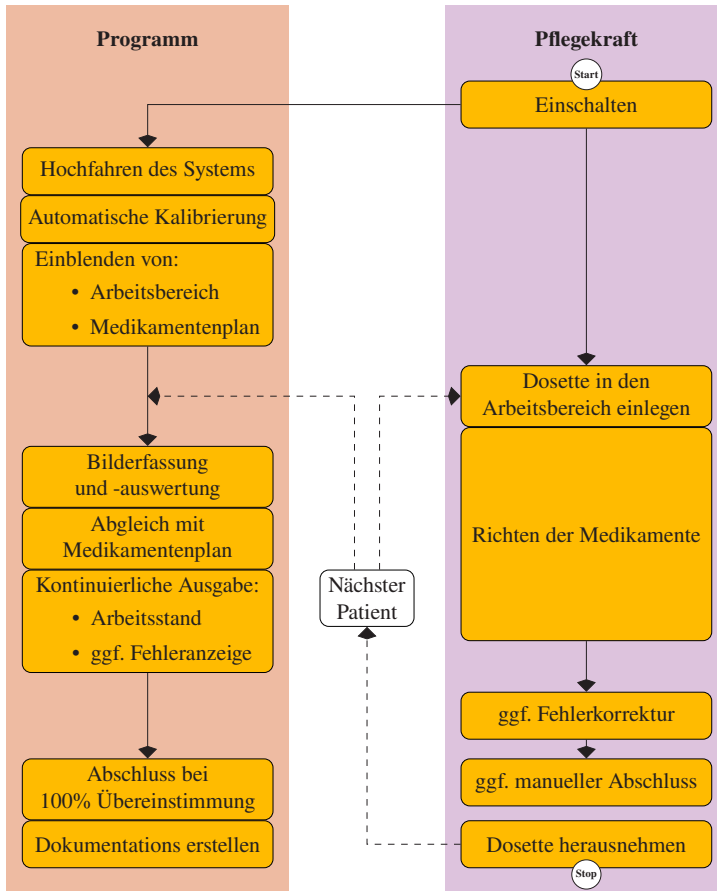 Programm
Hochfahren des Systems
Automatische Kalibrierung
Einblenden von:
• Arbeitsbereich
• Medikamentenplan
Bilderfassung
und -auswertung
Abgleich mit
Medikamentenplan
Kontinuierliche Ausgabe:
• Arbeitsstand
• ggf. Fehleranzeige
Abschluss bei
100% Übereinstimmung
Dokumentations erstellen
Nächster
Patient
Pflegekraft
Start
Einschalten
Dosette in den
Arbeitsbereich einlegen
Richten der Medikamente
ggf. Fehlerkorrektur
ggf. manueller Abschluss
Dosette herausnehmen
Stop